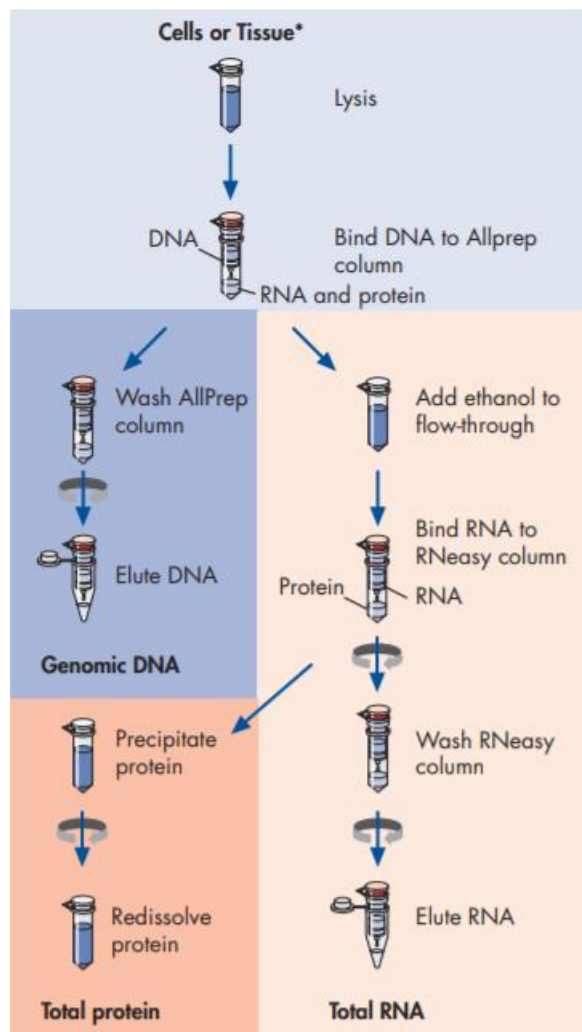 Cells or Tissue*
Lysis
DNA
RNA and protein
Bind DNA to Allprep
column
Wash AllPrep
column
Elute DNA
Genomic DNA
Add ethanol to
flow-through
Bind RNA to
RNeasy column
Protein
RNA
Wash RNeasy
column
Elute RNA
Total RNA
Precipitate
protein
Redissolve
protein
Total protein